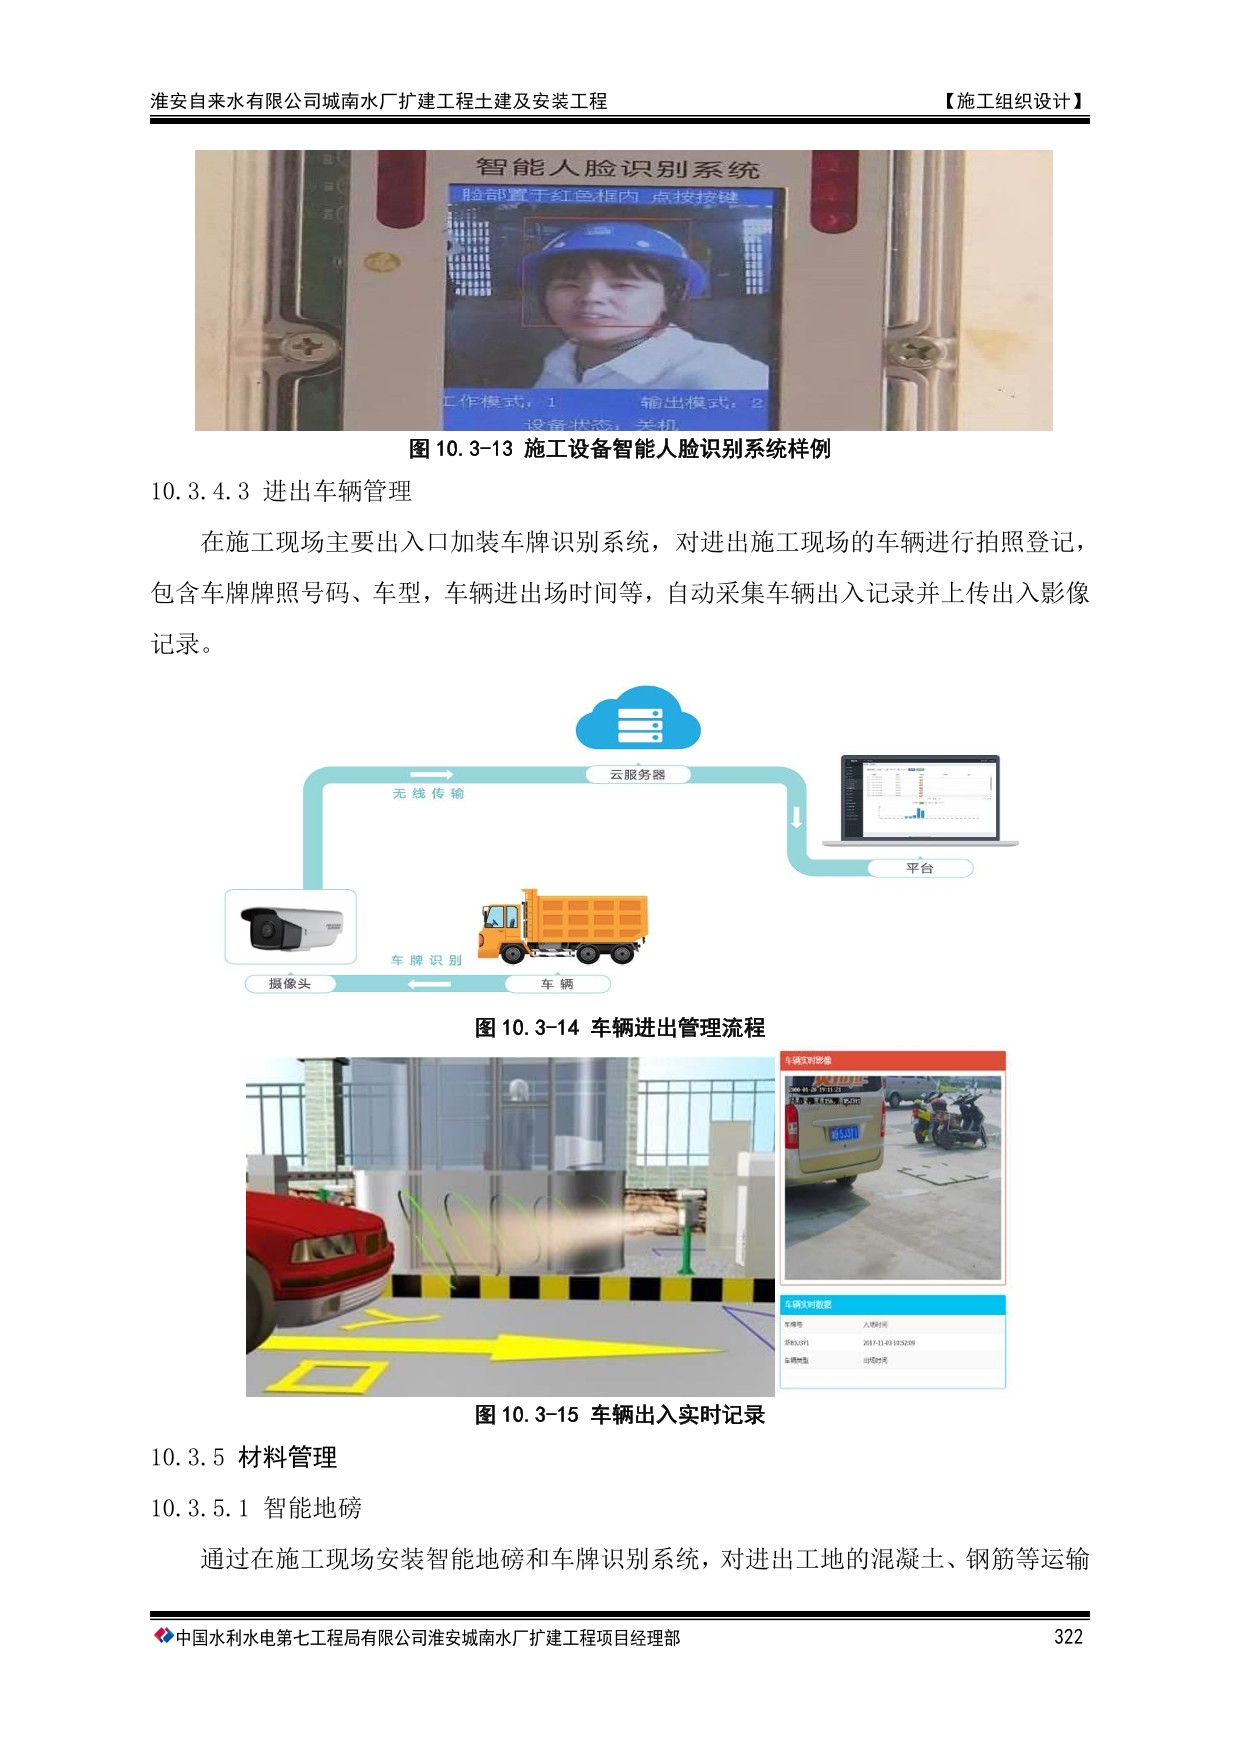 淮安自来水有限公司城南水厂扩建工程土建及安装工程 【施工组织设计】
智能人脸识别系统
脸部置于红色框内 点按按键
工作模式: 1 输出模式: 2
设备状态: 关机
图 10.3-13 施工设备智能人脸识别系统样例
10.3.4.3 进出车辆管理
在施工现场主要出入口加装车牌识别系统，对进出施工现场的车辆进行拍照登记，
包含车牌牌照号码、车型，车辆进出场时间等，自动采集车辆出入记录并上传出入影像
记录。
云服务器
无线传输
平台
车牌识别
摄像头
车辆
图 10.3-14 车辆进出管理流程
车辆实时影像
车辆实时数据
车牌号 入场时间
浙B5J3Y1 2017-11-03 10:52:09
车辆类型 出场时间
图 10.3-15 车辆出入实时记录
10.3.5 材料管理
10.3.5.1 智能地磅
通过在施工现场安装智能地磅和车牌识别系统，对进出工地的混凝土、钢筋等运输
中国水利水电第七工程局有限公司淮安城南水厂扩建工程项目经理部 322